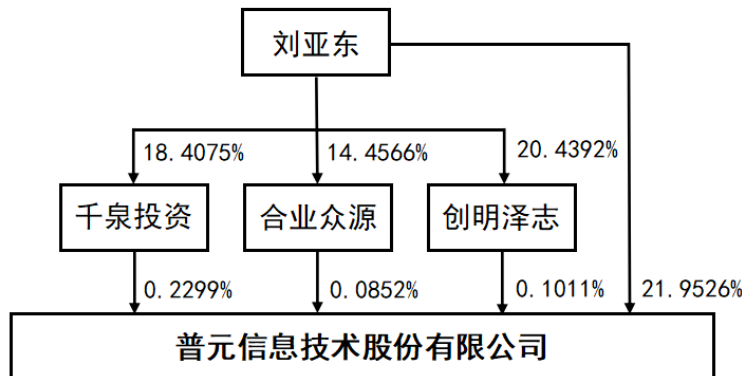 刘亚东
18.4075%
14.4566%
20.4392%
千泉投资
合业众源
创明泽志
0.2299%
0.0852%
0.1011%
21.9526%
普元信息技术股份有限公司